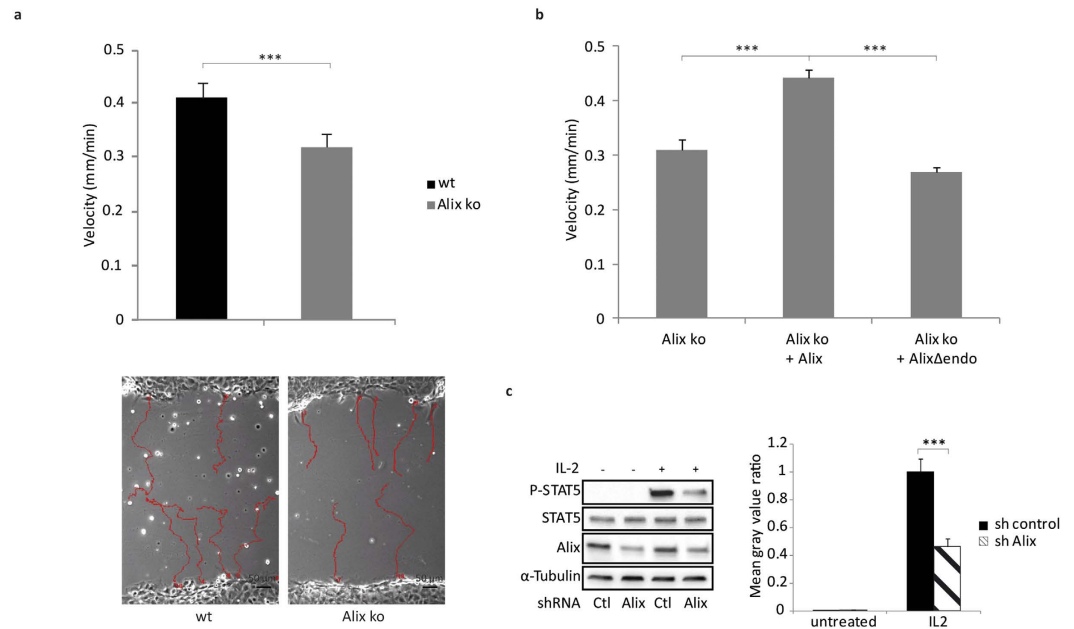 a
0.5
0.4
0.3
0.2
0.1
0
Velocity (mm/min)
***
wt
Alix ko
wt
Alix ko
b
0.5
0.4
0.3
0.2
0.1
0
Velocity (mm/min)
***
***
Alix ko
Alix ko
+ Alix
Alix ko
+ AlixΔendo
c
IL-2 - - + +
P-STAT5
STAT5
Alix
α-Tubulin
shRNA Ctl Alix Ctl Alix
1.2
1
0.8
0.6
0.4
0.2
0
Mean gray value ratio
***
sh control
sh Alix
untreated
IL2